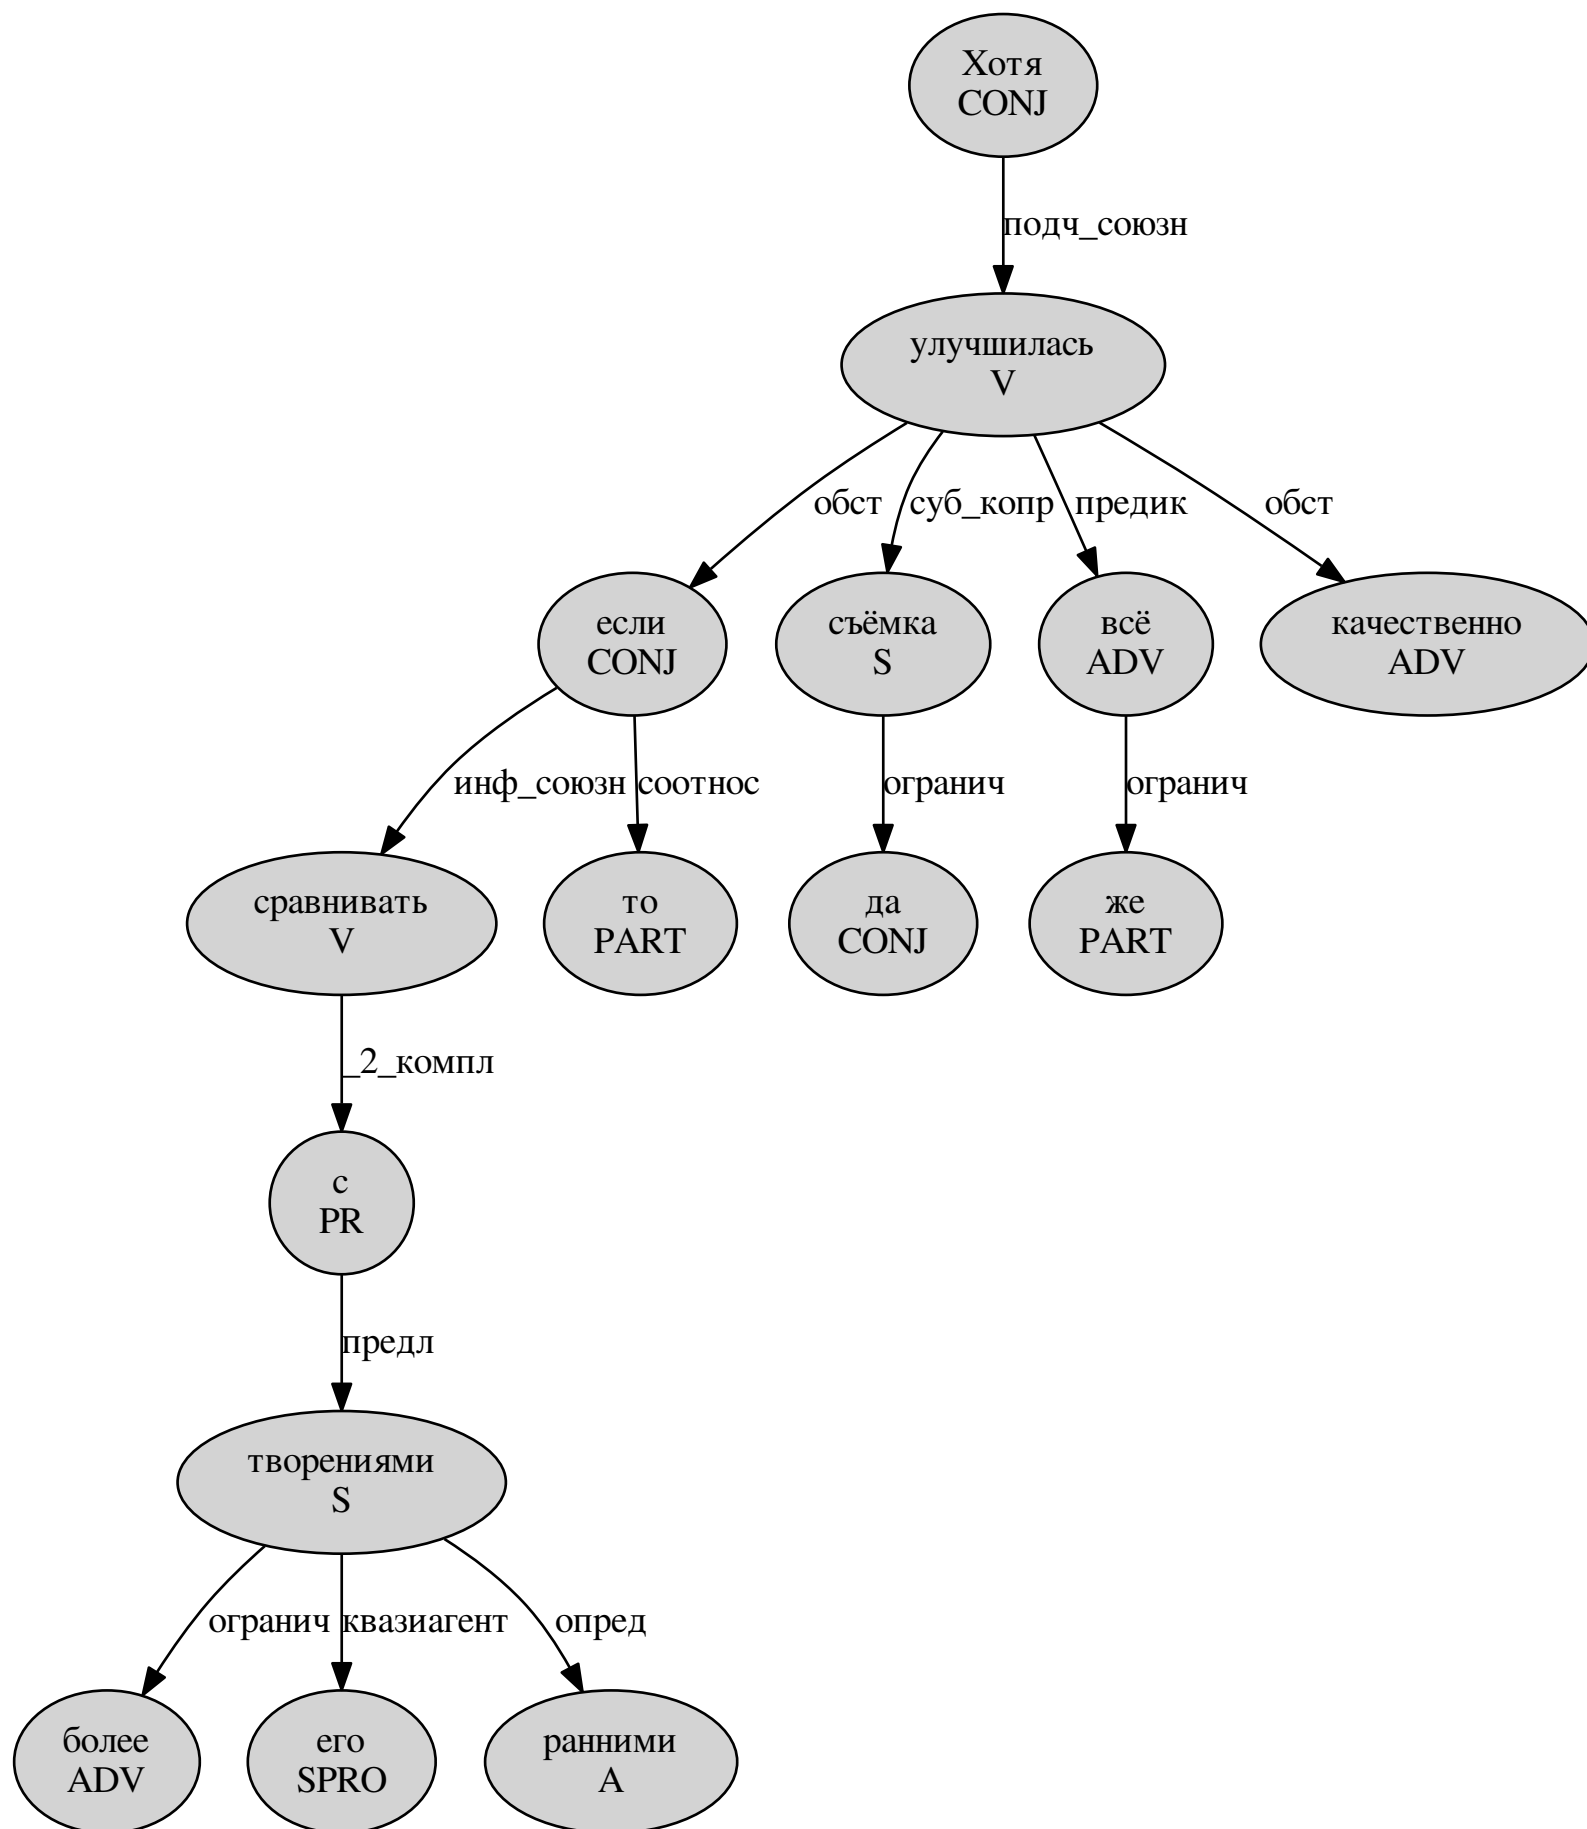 Хотя
CONJ
подч_союзн
улучшилась
V
обст
суб_копр
предик
обст
если
CONJ
съёмка
S
всё
ADV
качественно
ADV
инф_союзн
соотнос
огранич
огранич
сравнивать
V
то
PART
да
CONJ
же
PART
_2_компл
с
PR
предл
творениями
S
огранич
квазиагент
опред
более
ADV
его
SPRO
ранними
A